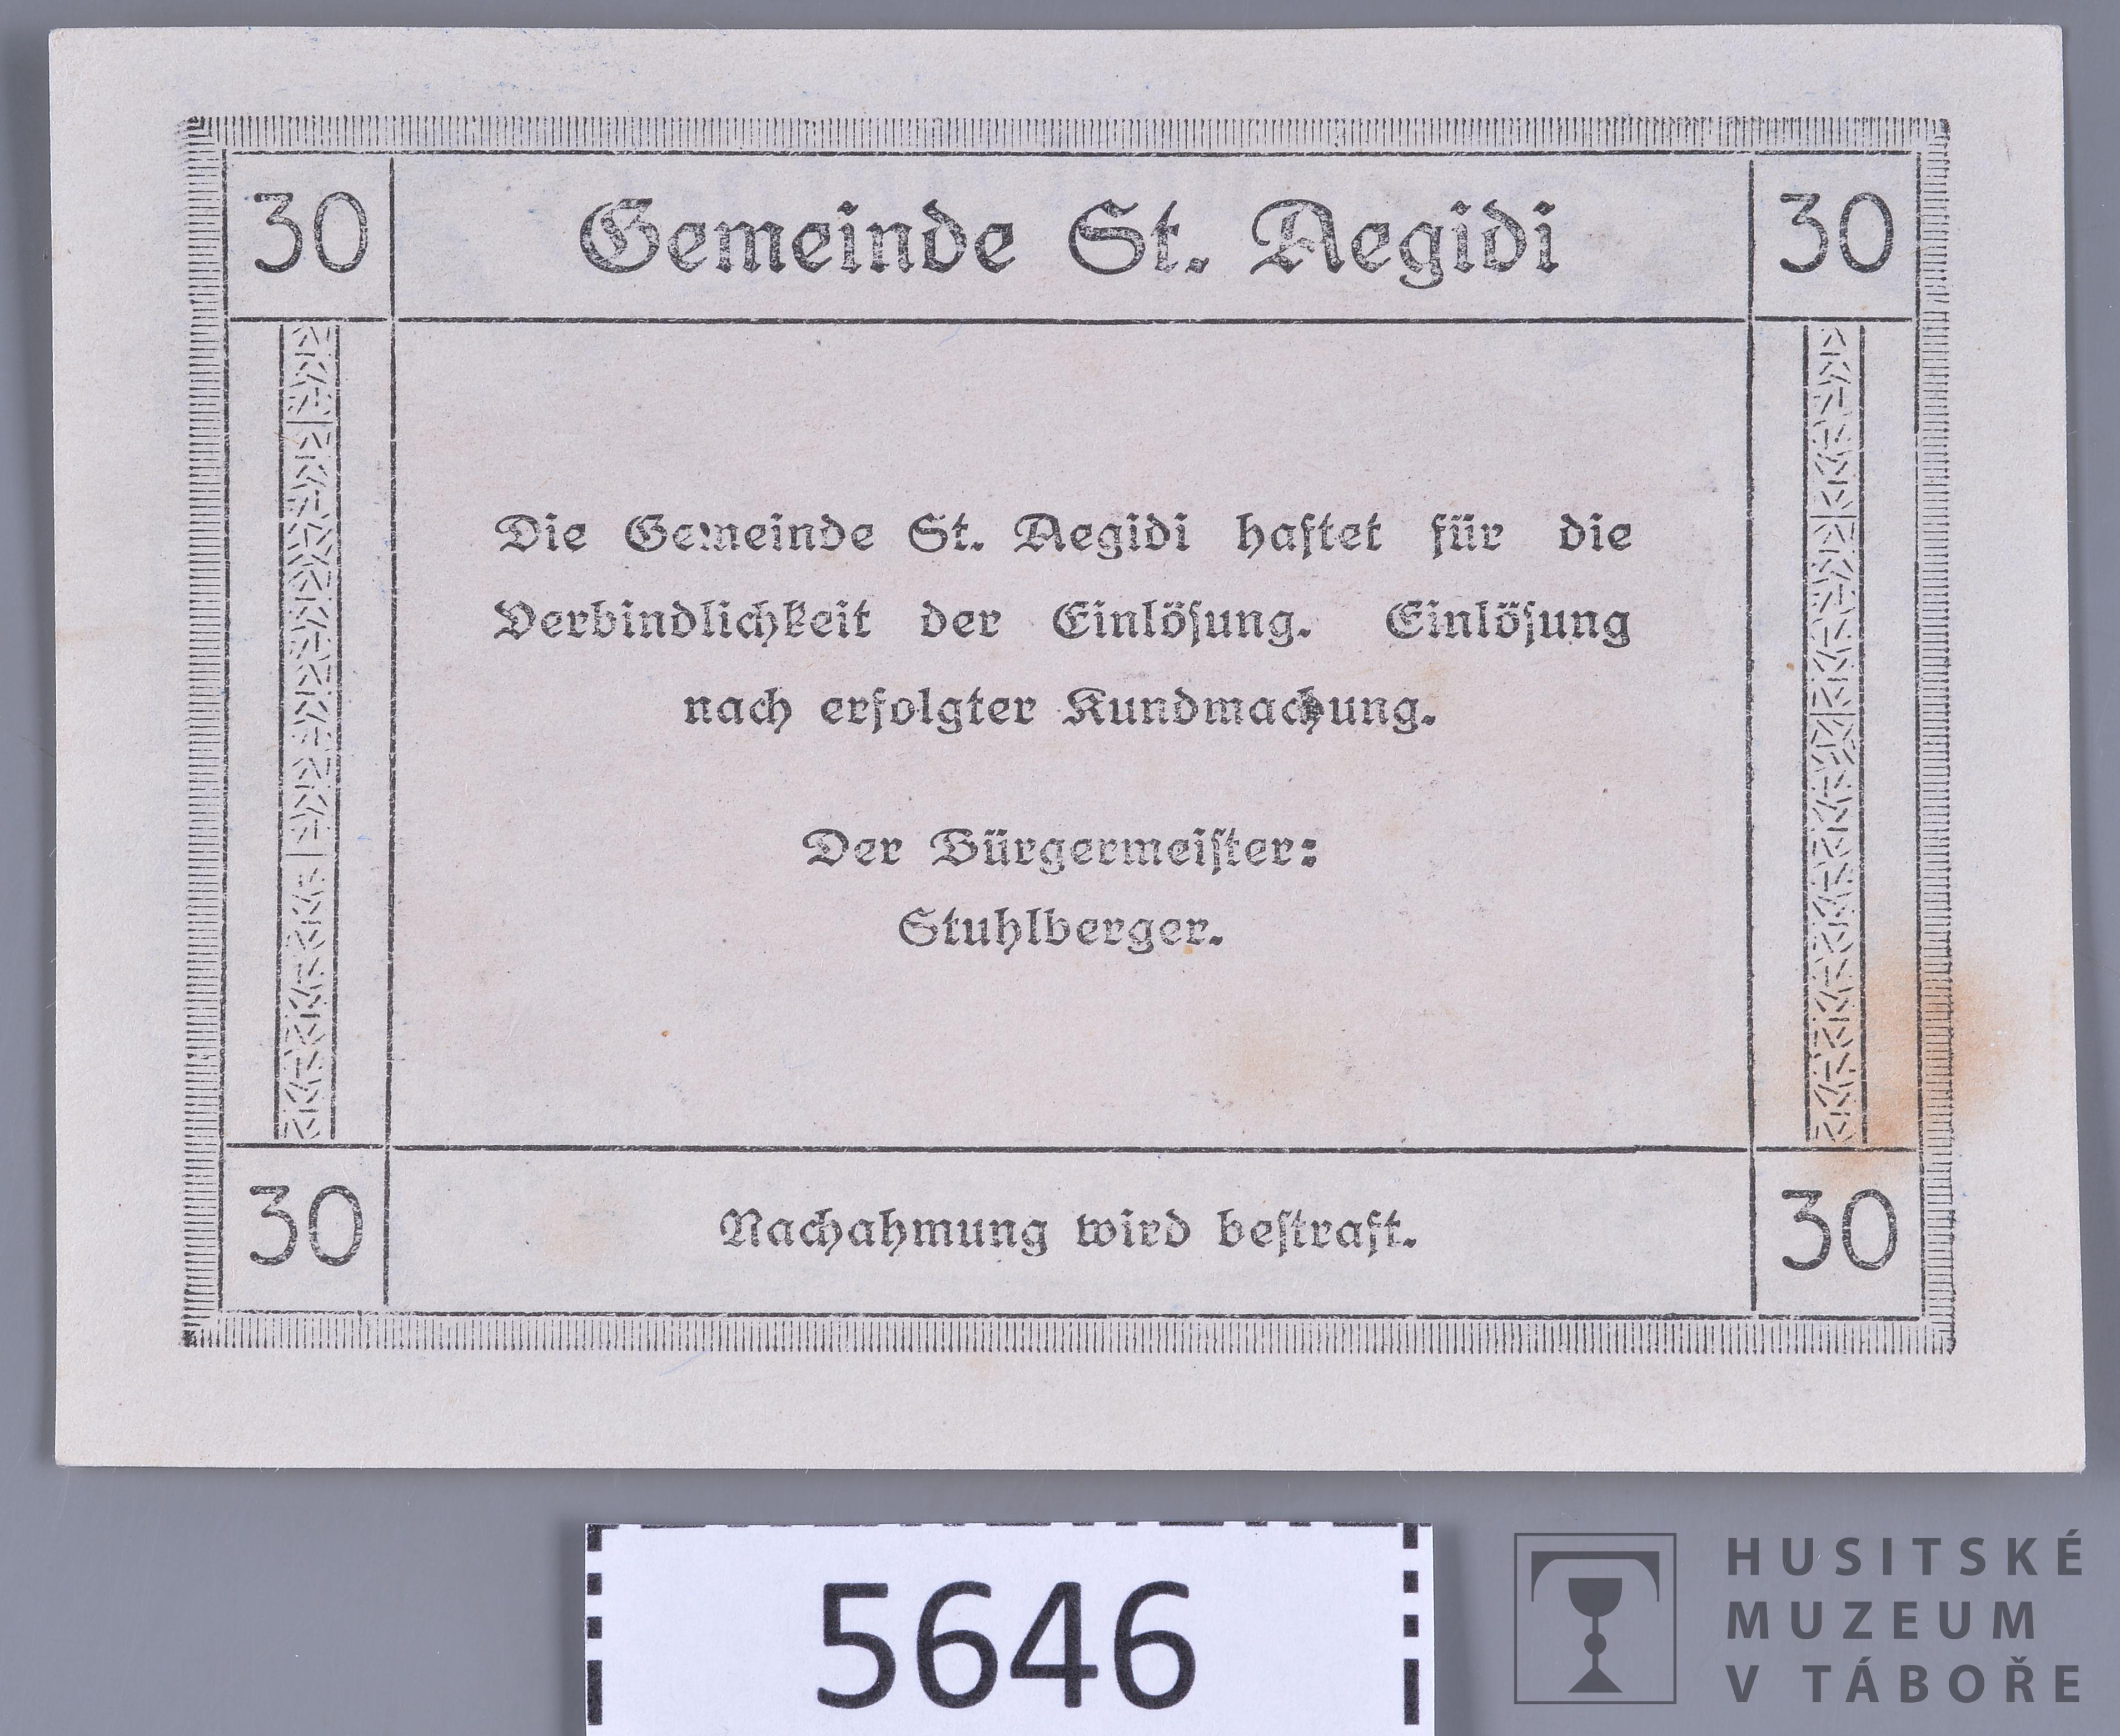 30 Gemeinde St. Aegidi 30
Die Gemeinde St. Aegidi haftet für die
Verbindlichkeit der Einlösung. Einlösung
nach erfolgter Kundmachung.
Der Bürgermeister:
Stuhlberger.
30 Nachahmung wird bestraft. 30
5646
HUSITSKÉ
MUZEUM
V TÁBOŘE